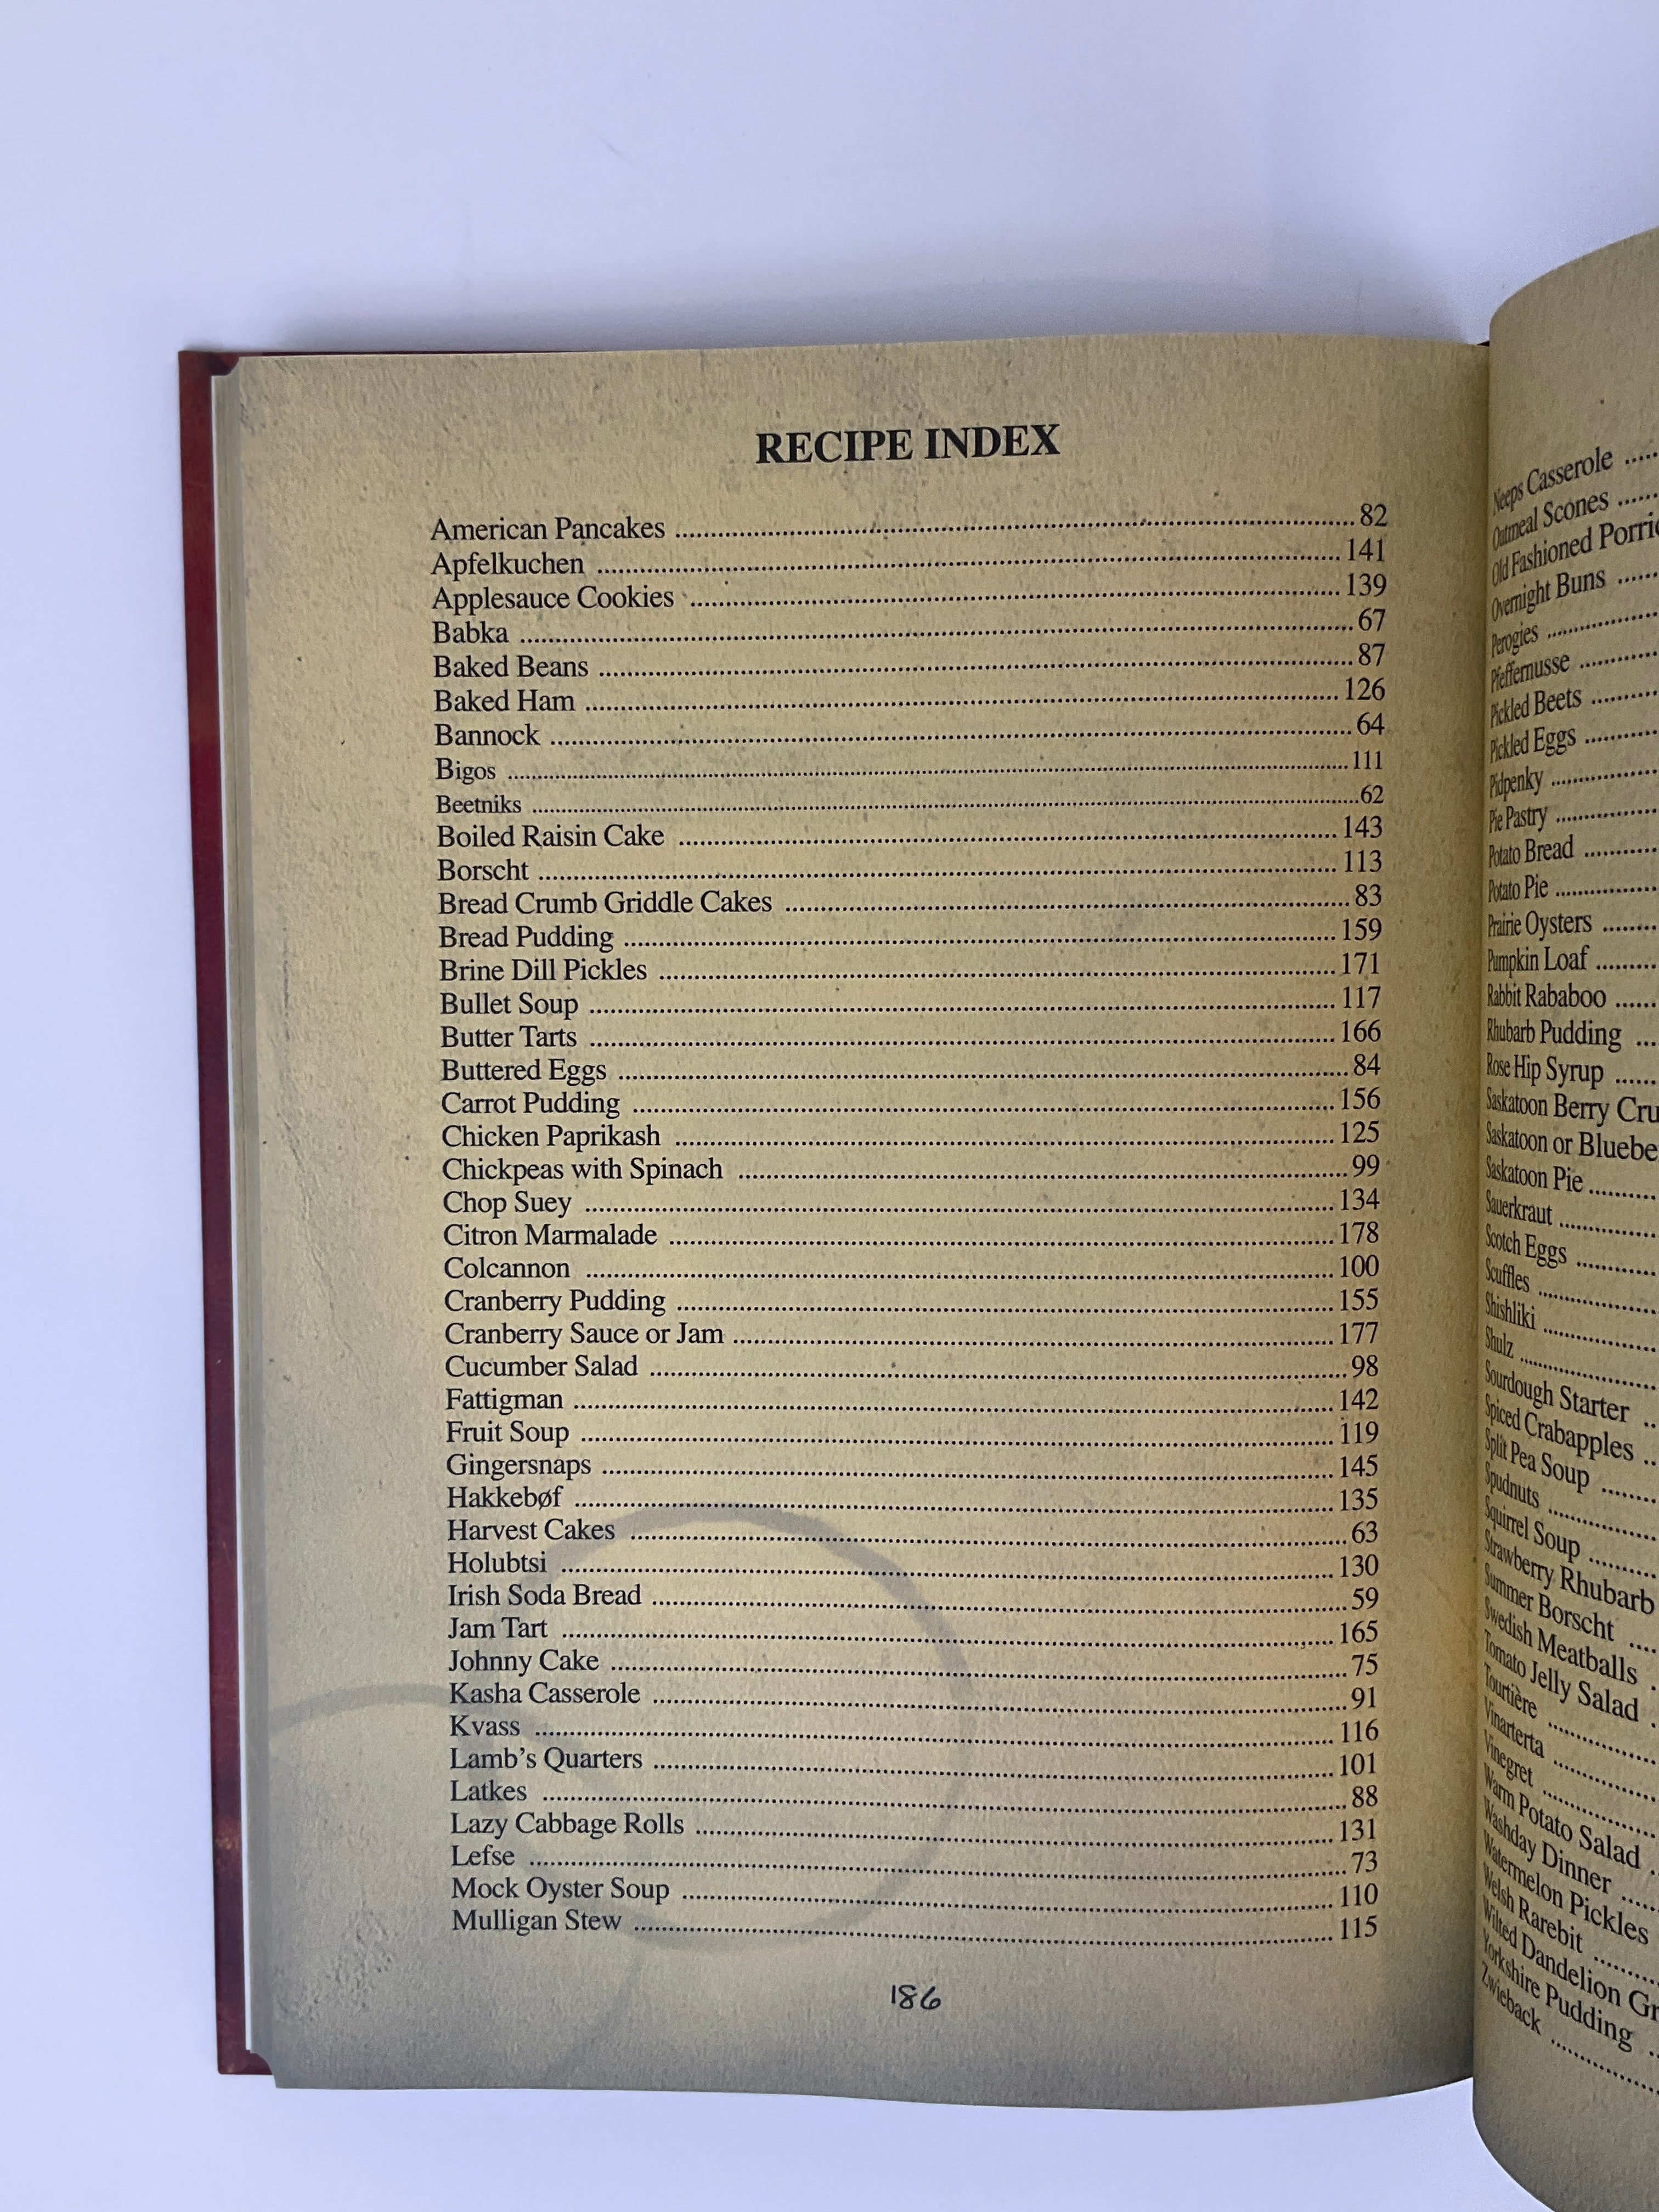 RECIPE INDEX
American Pancakes ........ 82
Apfelkuchen ........ 141
Applesauce Cookies ........ 139
Babka ........ 67
Baked Beans ........ 87
Baked Ham ........ 126
Bannock ........ 64
Bigos ........ 111
Beetniks ........ 62
Boiled Raisin Cake ........ 143
Borscht ........ 113
Bread Crumb Griddle Cakes ........ 83
Bread Pudding ........ 159
Brine Dill Pickles ........ 171
Bullet Soup ........ 117
Butter Tarts ........ 166
Buttered Eggs ........ 84
Carrot Pudding ........ 156
Chicken Paprikash ........ 125
Chickpeas with Spinach ........ 99
Chop Suey ........ 134
Citron Marmalade ........ 178
Colcannon ........ 100
Cranberry Pudding ........ 155
Cranberry Sauce or Jam ........ 177
Cucumber Salad ........ 98
Fattigman ........ 142
Fruit Soup ........ 119
Gingersnaps ........ 145
Hakkebøf ........ 135
Harvest Cakes ........ 63
Holubtsi ........ 130
Irish Soda Bread ........ 59
Jam Tart ........ 165
Johnny Cake ........ 75
Kasha Casserole ........ 91
Kvass ........ 116
Lamb's Quarters ........ 101
Latkes ........ 88
Lazy Cabbage Rolls ........ 131
Lefse ........ 73
Mock Oyster Soup ........ 110
Mulligan Stew ........ 115
186
Neeps Casserole ........
Oatmeal Scones ........
Old Fashioned Porri
Overnight Buns ........
Perogies ........
Pfeffernusse ........
Pickled Beets ........
Pickled Eggs ........
Pidpenky ........
Pie Pastry ........
Potato Bread ........
Potato Pie ........
Prairie Oysters ........
Pumpkin Loaf ........
Rabbit Rababoo ........
Rhubarb Pudding ........
Rose Hip Syrup ........
Saskatoon Berry Cru
Saskatoon or Bluebe
Saskatoon Pie ........
Sauerkraut ........
Scotch Eggs ........
Scuffles ........
Shishliki ........
Shulz ........
Sourdough Starter ........
Spiced Crabapples ........
Split Pea Soup ........
Spudnuts ........
Squirrel Soup ........
Strawberry Rhubarb
Summer Borscht ........
Swedish Meatballs ........
Tomato Jelly Salad ........
Tourtière ........
Vinarterta ........
Vinegret ........
Warm Potato Salad ........
Washday Dinner ........
Watermelon Pickles
Welsh Rarebit ........
Wilted Dandelion Gr
Yorkshire Pudding ........
Zwieback ........